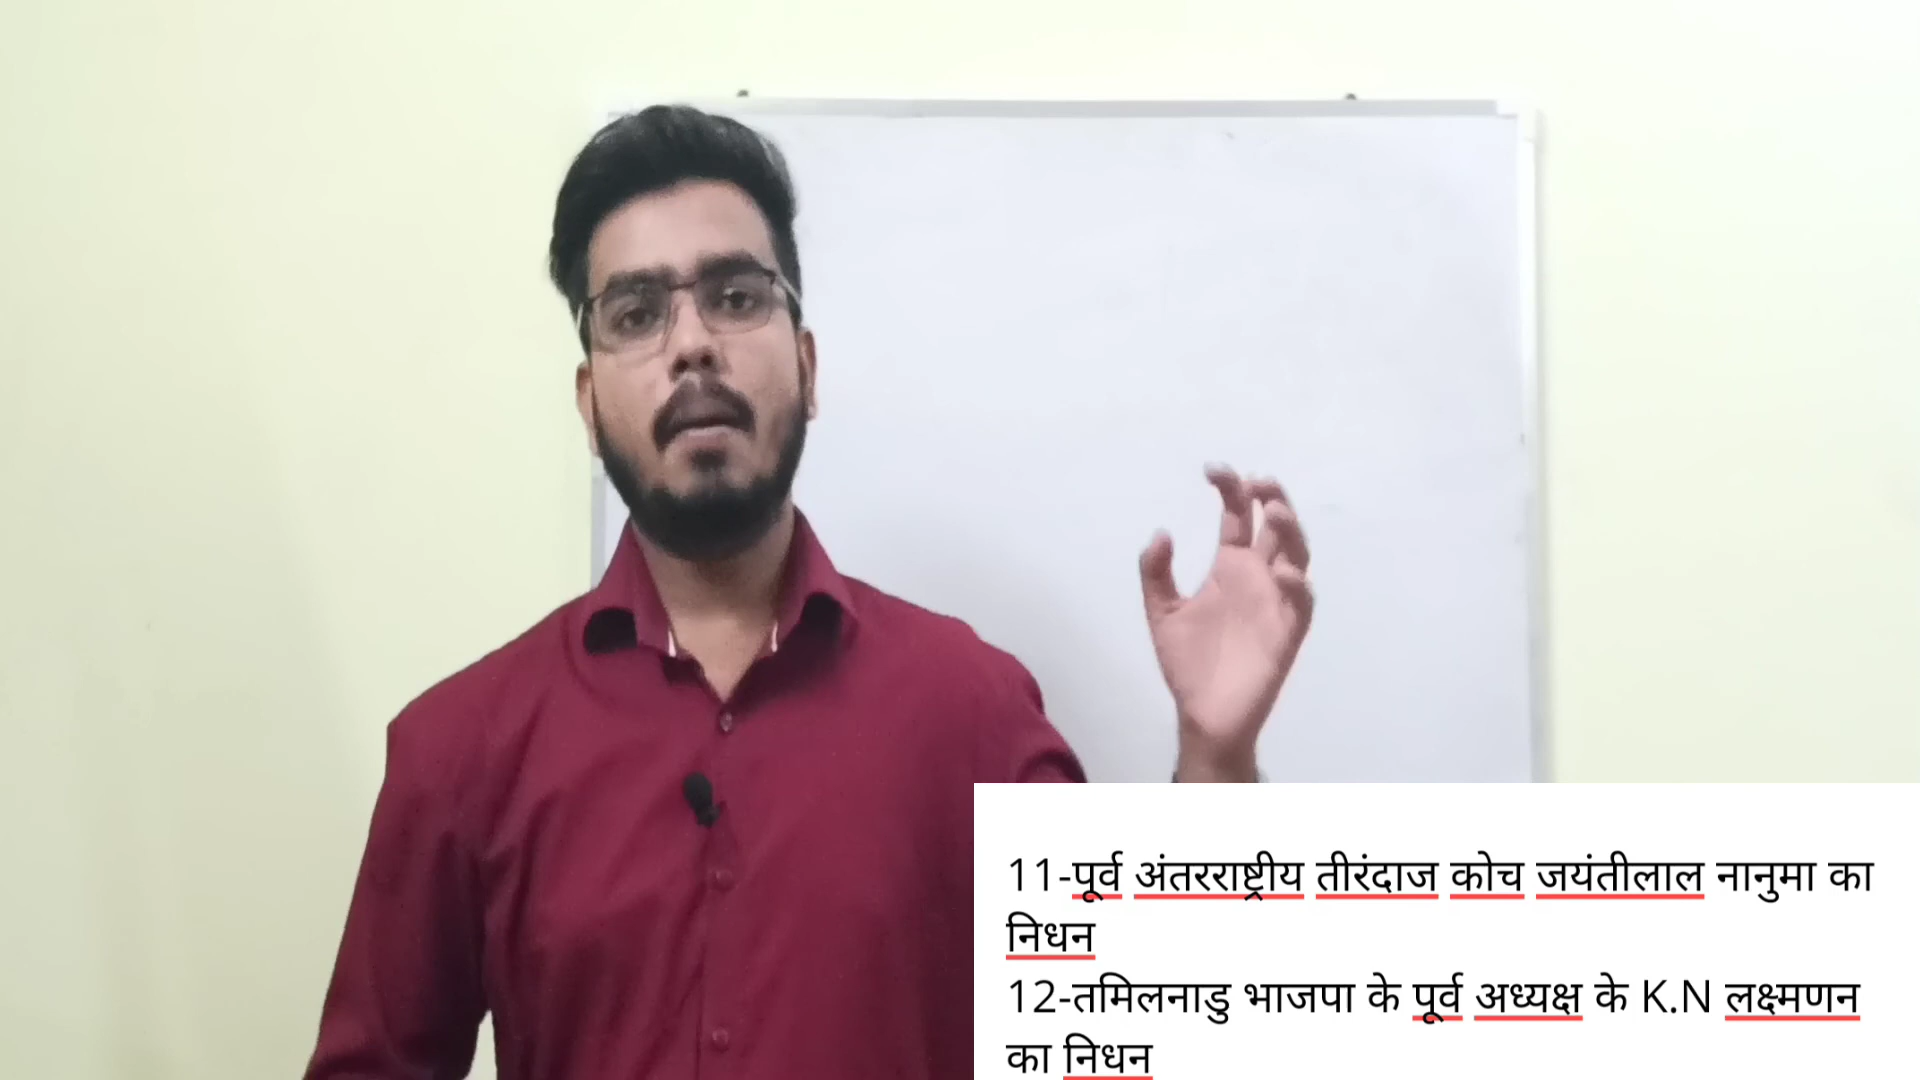 11-पूर्व अंतरराष्ट्रीय तीरंदाज कोच जयंतीलाल नानुमा का
निधन
12-तमिलनाडु भाजपा के पूर्व अध्यक्ष के K.N लक्ष्मणन
का निधन